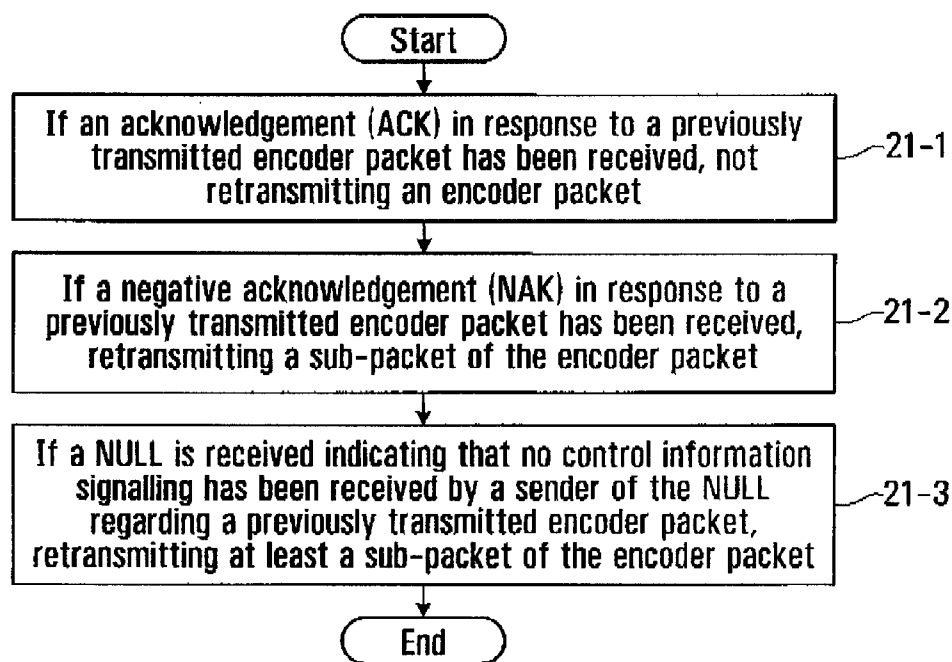 Start
If an acknowledgement (ACK) in response to a previously
transmitted encoder packet has been received, not
retransmitting an encoder packet
21-1
If a negative acknowledgement (NAK) in response to a
previously transmitted encoder packet has been received,
retransmitting a sub-packet of the encoder packet
21-2
If a NULL is received indicating that no control information
signalling has been received by a sender of the NULL
regarding a previously transmitted encoder packet,
retransmitting at least a sub-packet of the encoder packet
21-3
End